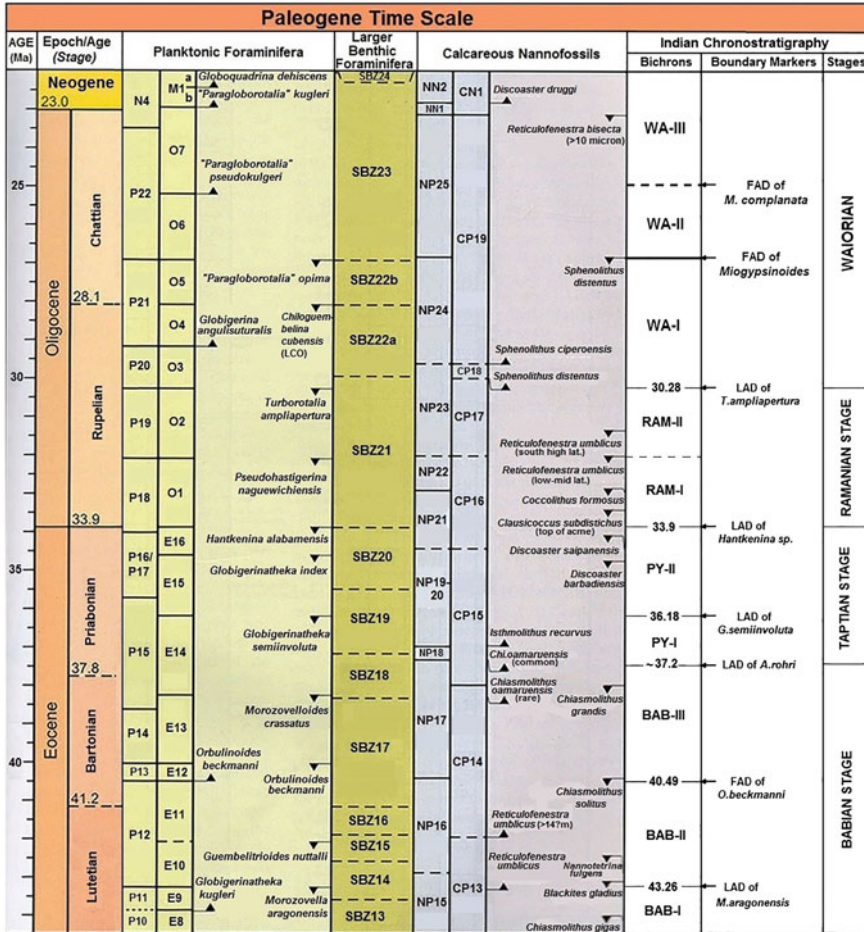 Paleogene Time Scale
AGE
(Ma)
Epoch/Age
(Stage)
Planktonic Foraminifera
Larger
Benthic
Foraminifera
Calcareous Nannofossils
Indian Chronostratigraphy
Bichrons
Boundary Markers
Stages
25
30
35
40
Neogene
23.0
Oligocene
Eocene
Chattian
28.1
Rupelian
33.9
Priabonian
37.8
Bartonian
41.2
Lutetian
N4
P22
P21
P20
P19
P18
P16/
P17
P15
P14
P13
P12
P11
P10
a
M1
b
O7
O6
O5
O4
O3
O2
O1
E16
E15
E14
E13
E12
E11
E10
E9
E8
Globoquadrina dehiscens
"Paragloborotalia" kugleri
"Paragloborotalia"
pseudokulgeri
"Paragloborotalia" opima
Globigerina
angulisuturalis
Chiloguem-
belina
cubensis
(LCO)
Turborotalia
ampliapertura
Pseudohastigerina
naguewichiensis
Hantkenina alabamensis
Globigerinatheka index
Globigerinatheka
semiinvoluta
Morozovelloides
crassatus
Orbulinoides
beckmanni
Orbulinoides
beckmanni
Guembelitrioides nuttalli
Globigerinatheka
kugleri
Morozovella
aragonensis
SBZ24
SBZ23
SBZ22b
SBZ22a
SBZ21
SBZ20
SBZ19
SBZ18
SBZ17
SBZ16
SBZ15
SBZ14
SBZ13
NN2
NN1
NP25
NP24
NP23
NP22
NP21
NP19-
20
NP18
NP17
NP16
NP15
CN1
CP19
CP18
CP17
CP16
CP15
CP14
CP13
Discoaster druggi
Reticulofenestra bisecta
(>10 micron)
Sphenolithus
distentus
Sphenolithus ciperoensis
Sphenolithus distentus
Reticulofenestra umblicus
(south high lat.)
Reticulofenestra umblicus
(low-mid lat.)
Coccolithus formosus
Clausicoccus subdistichus
(top of acme)
Discoaster saipanensis
Discoaster
barbadiensis
Isthmolithus recurvus
Chi.oamaruensis
(common)
Chiasmolithus
oamaruensis
(rare)
Chiasmolithus
grandis
Chiasmolithus
solitus
Reticulofenestra
umblicus (>14?m)
Reticulofenestra
umblicus
Nannotetrina
fulgens
Blackites gladius
Chiasmolithus gigas
WA-III
WA-II
WA-I
30.28
RAM-II
RAM-I
33.9
PY-II
36.18
PY-I
~37.2
BAB-III
40.49
BAB-II
43.26
BAB-I
FAD of
M. complanata
FAD of
Miogypsinoides
LAD of
T.ampliapertura
LAD of
Hantkenina sp.
LAD of
G.semiinvoluta
LAD of A.rohri
FAD of
O.beckmanni
LAD of
M.aragonensis
WAIORIAN
RAMANIAN STAGE
TAPTIAN STAGE
BABIAN STAGE